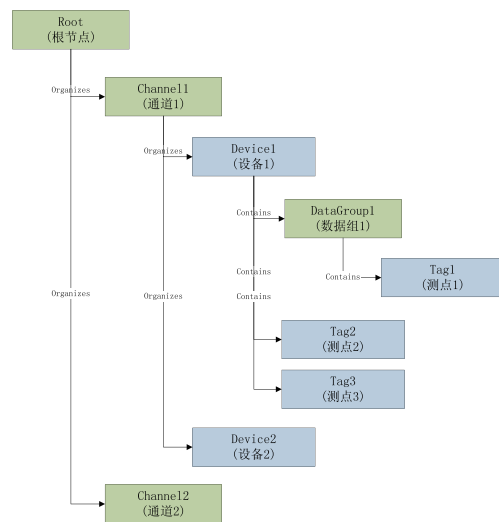 Root
(根节点)
Organizes
Channel1
(通道1)
Organizes
Device1
(设备1)
Contains
DataGroup1
(数据组1)
Contains
Contains
Tag1
(测点1)
Organizes
Organizes
Contains
Tag2
(测点2)
Tag3
(测点3)
Device2
(设备2)
Channel2
(通道2)